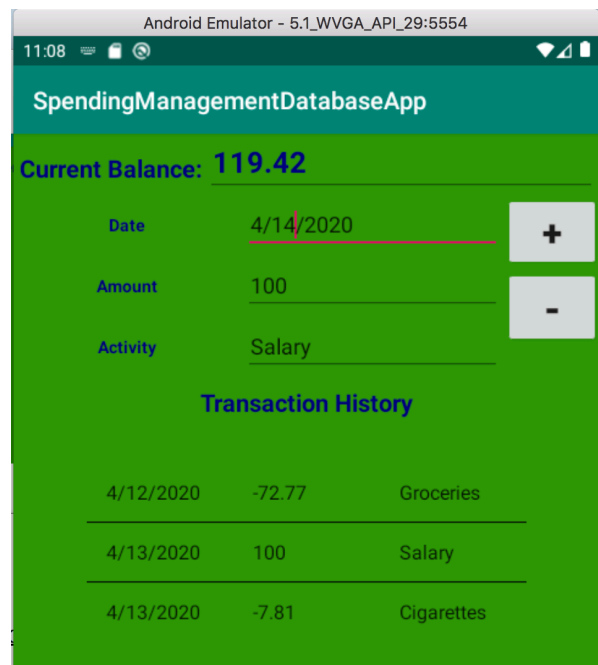 Android Emulator - 5.1_WVGA_API_29:5554
11:08
SpendingManagementDatabaseApp
Current Balance: 119.42
Date 4/14/2020 +
Amount 100 -
Activity Salary
Transaction History
4/12/2020 -72.77 Groceries
4/13/2020 100 Salary
4/13/2020 -7.81 Cigarettes